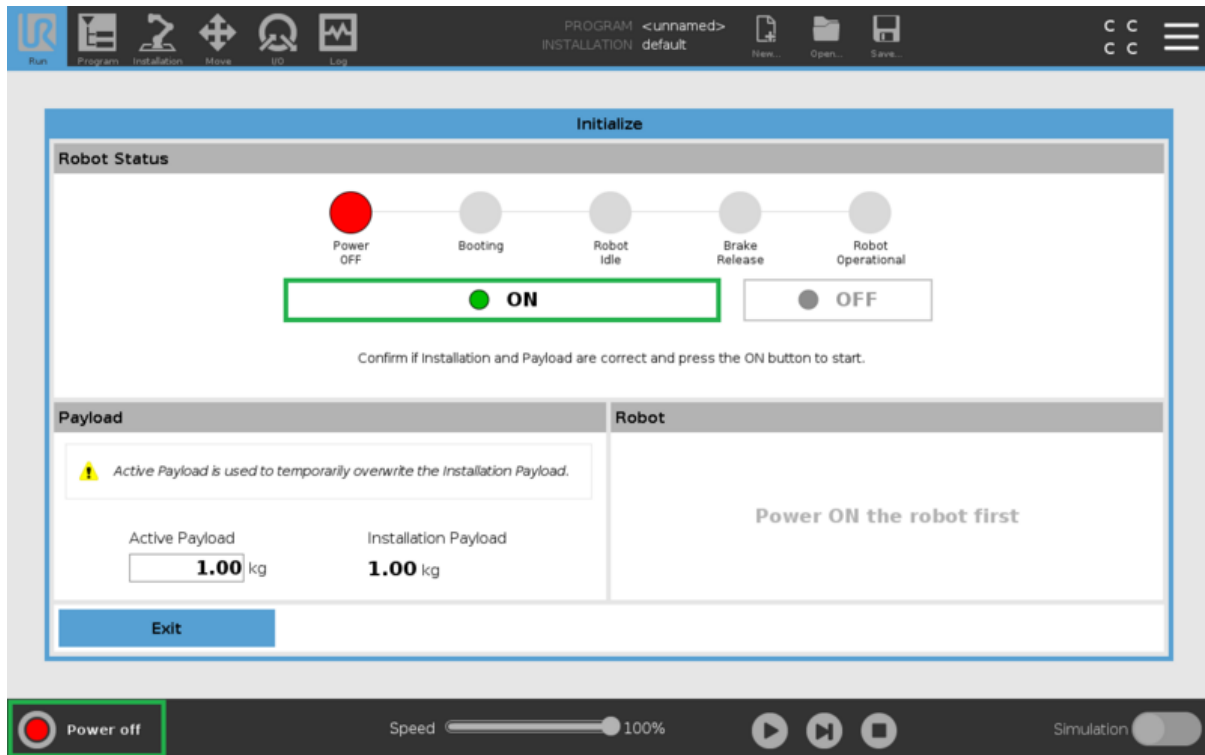 UR
PROGRAM <unnamed>
INSTALLATION default
C C
C C
Run Program Installation Move I/O Log New... Open... Save...
Initialize
Robot Status
Power OFF
Booting
Robot Idle
Brake Release
Robot Operational
ON OFF
Confirm if Installation and Payload are correct and press the ON button to start.
Payload
Robot
Active Payload is used to temporarily overwrite the Installation Payload.
Power ON the robot first
Active Payload Installation Payload
1.00 kg 1.00 kg
Exit
Power off Speed 100% Simulation